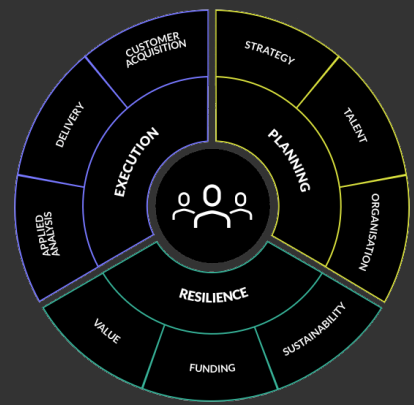 CUSTOMER
ACQUISITION
STRATEGY
DELIVERY
TALENT
EXECUTION
PLANNING
APPLIED
ANALYSIS
ORGANISATION
RESILIENCE
VALUE
FUNDING
SUSTAINABILITY